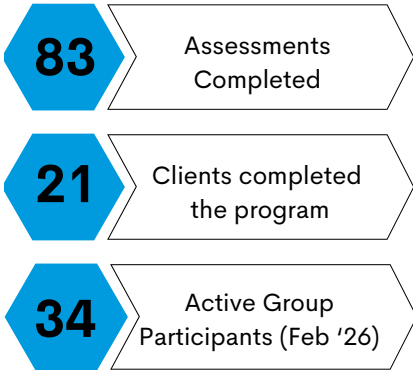 83
Assessments
Completed
21
Clients completed
the program
34
Active Group
Participants (Feb ‘26)